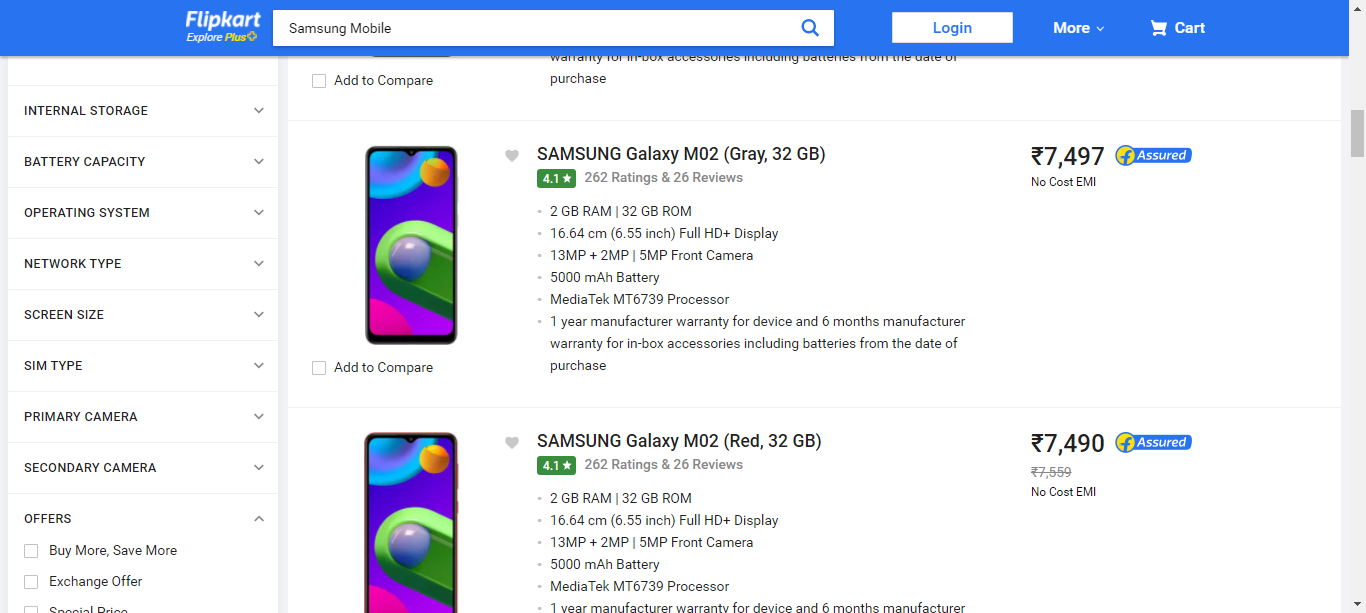 Flipkart
Explore Plus
Samsung Mobile
Login
More
Cart
INTERNAL STORAGE
BATTERY CAPACITY
OPERATING SYSTEM
NETWORK TYPE
SCREEN SIZE
SIM TYPE
PRIMARY CAMERA
SECONDARY CAMERA
OFFERS
Buy More, Save More
Exchange Offer
Special Price
warranty for in-box accessories including batteries from the date of
purchase
Add to Compare
SAMSUNG Galaxy M02 (Gray, 32 GB)
4.1 ★ 262 Ratings & 26 Reviews
2 GB RAM | 32 GB ROM
16.64 cm (6.55 inch) Full HD+ Display
13MP + 2MP | 5MP Front Camera
5000 mAh Battery
MediaTek MT6739 Processor
1 year manufacturer warranty for device and 6 months manufacturer
warranty for in-box accessories including batteries from the date of
purchase
₹7,497
Assured
No Cost EMI
Add to Compare
SAMSUNG Galaxy M02 (Red, 32 GB)
4.1 ★ 262 Ratings & 26 Reviews
2 GB RAM | 32 GB ROM
16.64 cm (6.55 inch) Full HD+ Display
13MP + 2MP | 5MP Front Camera
5000 mAh Battery
MediaTek MT6739 Processor
1 year manufacturer warranty for device and 6 months manufacturer
₹7,490
Assured
₹7,559
No Cost EMI